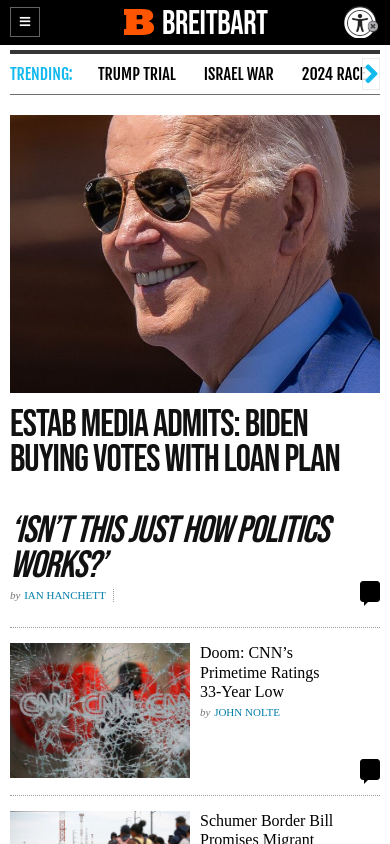 BREITBART
TRENDING: TRUMP TRIAL ISRAEL WAR 2024 RACE
ESTAB MEDIA ADMITS: BIDEN
BUYING VOTES WITH LOAN PLAN
‘ISN’T THIS JUST HOW POLITICS
WORKS?’
by IAN HANCHETT
CNN CNN CNN
Doom: CNN’s
Primetime Ratings
33-Year Low
by JOHN NOLTE
Schumer Border Bill
Promises Migrant